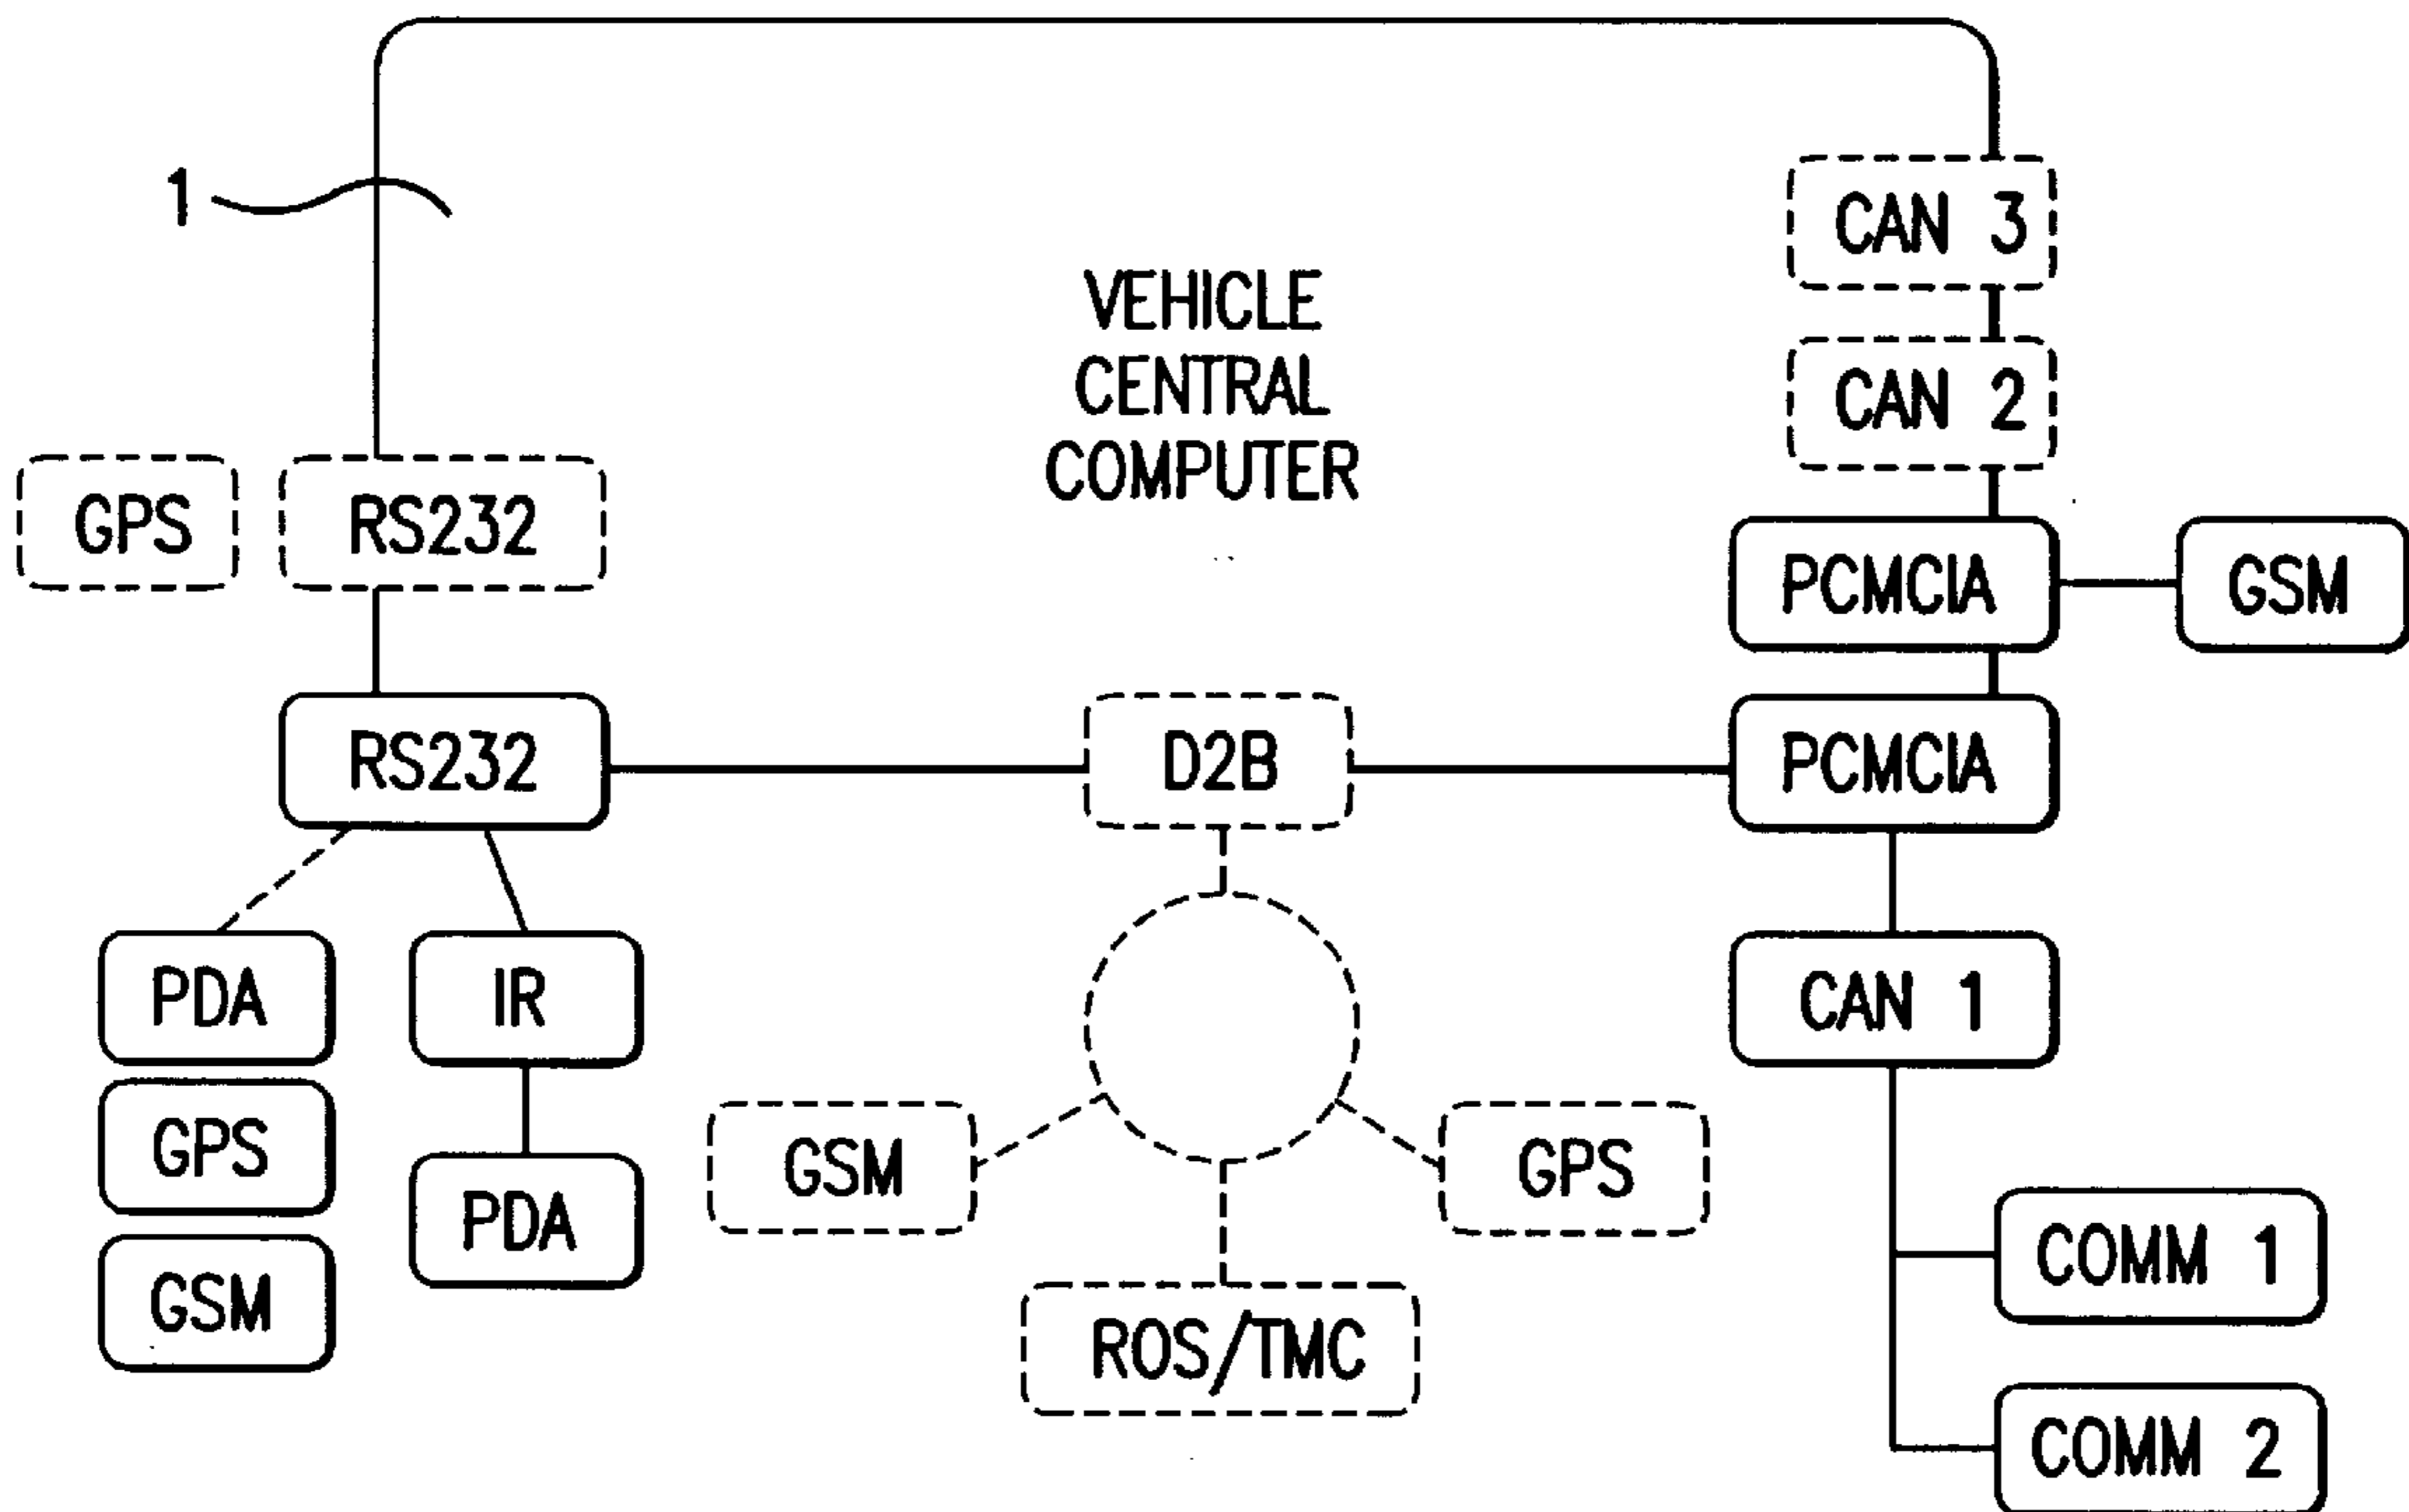 1
VEHICLE
CENTRAL
COMPUTER
CAN 3
CAN 2
GPS
RS232
PCMCIA
GSM
RS232
D2B
PCMCIA
PDA
IR
CAN 1
GPS
GSM
PDA
GSM
GPS
ROS/TMC
COMM 1
COMM 2